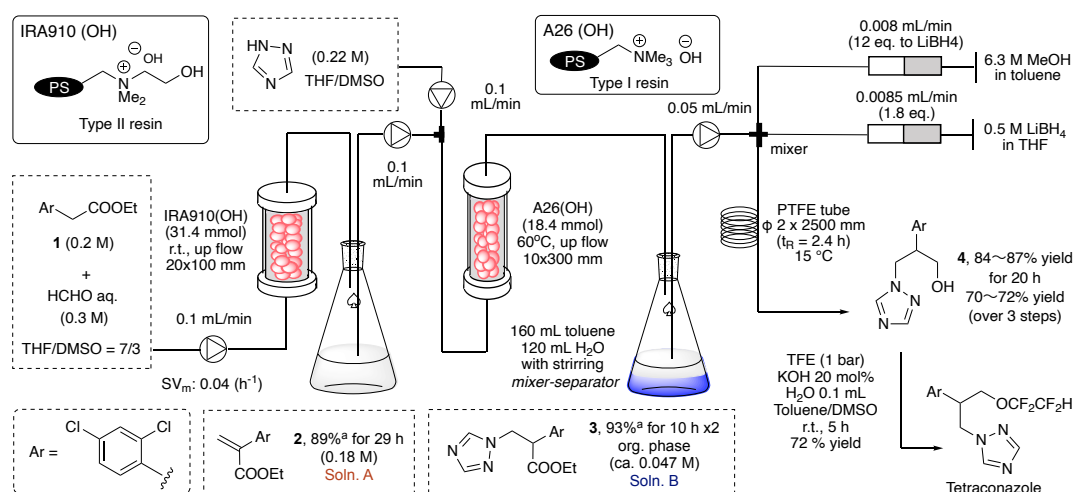 IRA910 (OH)
PS
N
⊕
⊖
OH
Me2
OH
Type II resin
HN
N
N
(0.22 M)
THF/DMSO
0.1
mL/min
0.1
mL/min
A26 (OH)
PS
⊕
NMe3
⊖
OH
Type I resin
0.05 mL/min
mixer
0.008 mL/min
(12 eq. to LiBH4)
6.3 M MeOH
in toluene
0.0085 mL/min
(1.8 eq.)
0.5 M LiBH4
in THF
Ar
COOEt
1 (0.2 M)
+
HCHO aq.
(0.3 M)
THF/DMSO = 7/3
0.1 mL/min
SVm: 0.04 (h-1)
IRA910(OH)
(31.4 mmol)
r.t., up flow
20x100 mm
♤
A26(OH)
(18.4 mmol)
60oC, up flow
10x300 mm
160 mL toluene
120 mL H2O
with strirring
mixer-separator
♤
PTFE tube
ϕ 2 x 2500 mm
(tR = 2.4 h)
15 °C
Ar
OH
N
N
N
4, 84~87% yield
for 20 h
70~72% yield
(over 3 steps)
TFE (1 bar)
KOH 20 mol%
H2O 0.1 mL
Toluene/DMSO
r.t., 5 h
72 % yield
Ar
OCF2CF2H
N
N
N
Tetraconazole
Ar =
Cl
Cl
Ar
COOEt
2, 89%a for 29 h
(0.18 M)
Soln. A
N
N
N
Ar
COOEt
3, 93%a for 10 h x2
org. phase
(ca. 0.047 M)
Soln. B